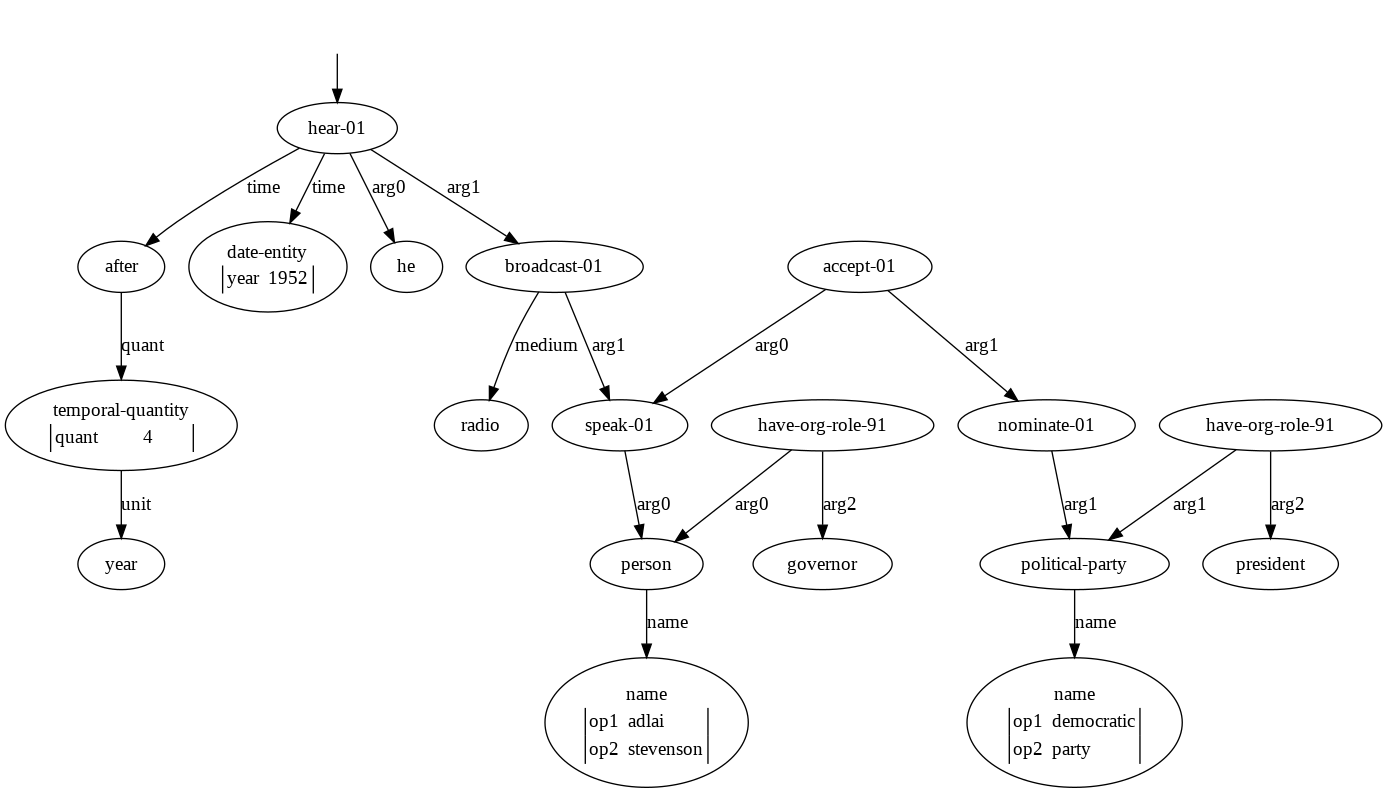 hear-01
time
time
arg0
arg1
after
date-entity
year 1952
he
broadcast-01
accept-01
quant
medium
arg1
arg0
arg1
temporal-quantity
quant 4
radio
speak-01
have-org-role-91
nominate-01
have-org-role-91
unit
arg0
arg0
arg2
arg1
arg1
arg2
year
person
governor
political-party
president
name
name
name
op1 adlai
op2 stevenson
name
op1 democratic
op2 party